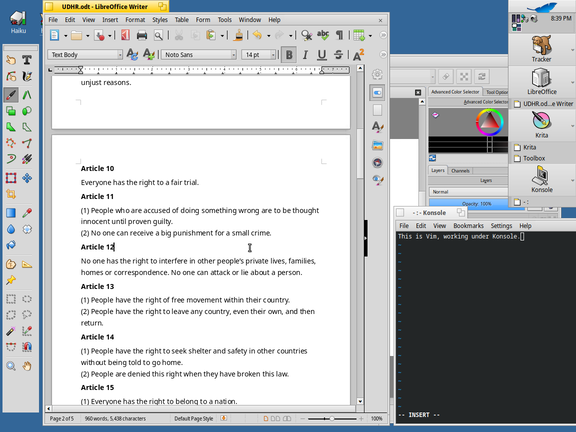 UDHR.odt - LibreOffice Writer
File Edit View Insert Format Styles Table Form Tools Window Help
Text Body Noto Sans 14 pt B I U S A
unjust reasons.
Article 10
Everyone has the right to a fair trial.
Article 11
(1) People who are accused of doing something wrong are to be thought
innocent until proven guilty.
(2) No one can receive a big punishment for a small crime.
Article 12
No one has the right to interfere in other people's private lives, families,
homes or correspondence. No one can attack or lie about a person.
Article 13
(1) People have the right of free movement within their country.
(2) People have the right to leave any country, even their own, and then
return.
Article 14
(1) People have the right to seek shelter and safety in other countries
without being told to go home.
(2) People are denied this right when they have broken this law.
Article 15
(1) Everyone has the right to belong to a nation.
Page 2 of 5 960 words, 5,438 characters Default Page Style 100%
Haiku
Advanced Color Selector Tool Option
Advanced Color Selector
Layers Channels
Layers
Normal
Opacity: 100%
-:- Konsole
File Edit View Bookmarks Settings Help
This is Vim, working under Konsole.
~
-- INSERT --
8:39 PM
Tracker
LibreOffice
UDHR.od...e Writer
Krita
Krita
Toolbox
Konsole
- :